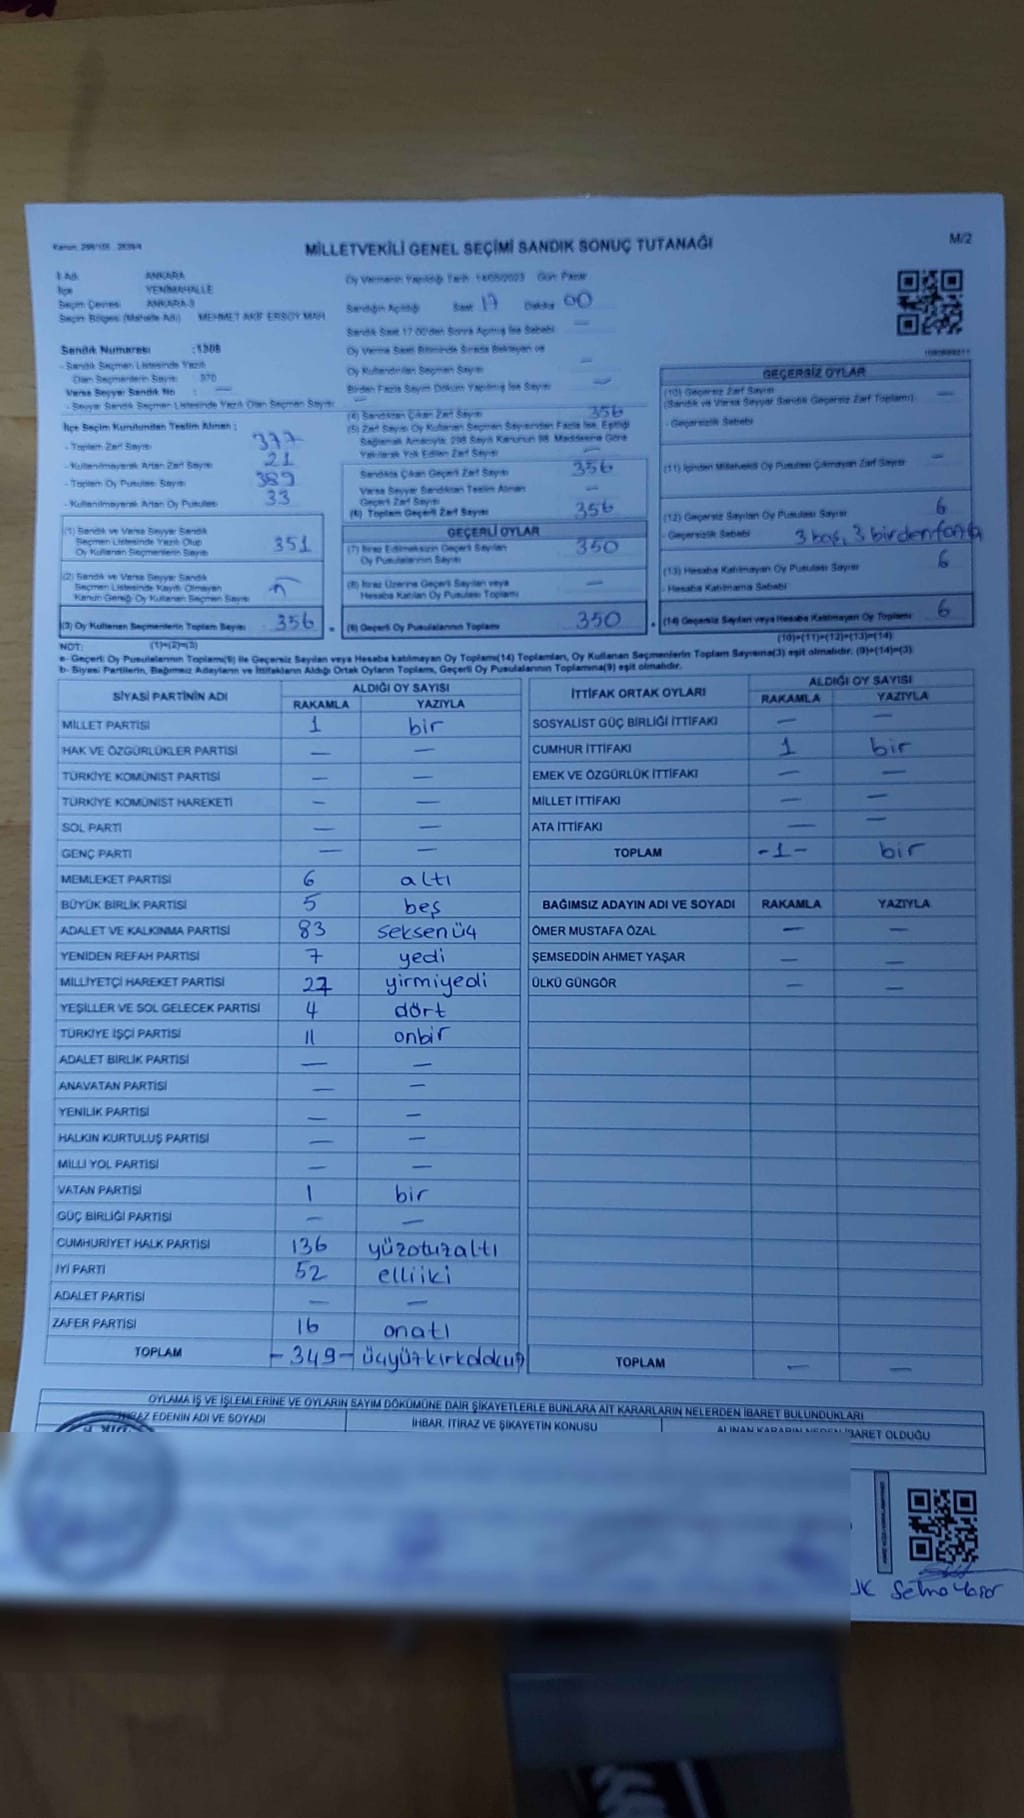 M/2
MİLLETVEKİLİ GENEL SEÇİMİ SANDIK SONUÇ TUTANAĞI
İl Adı ANKARA
İlçe YENİMAHALLE
Seçim Çevresi ANKARA-3
Seçim Bölgesi (Mahalle Adı) MEHMET AKİF ERSOY MAH
Sandık Numarası :1308
- Sandık Seçmen Listesinde Yazılı
Olan Seçmenlerin Sayısı 370
Varsa Seyyar Sandık No : —
- Seyyar Sandık Seçmen Listesinde Yazılı Olan Seçmen Sayısı : —
İlçe Seçim Kurulundan Teslim Alınan :
- Toplam Zarf Sayısı 377
- Kullanılmayarak Artan Zarf Sayısı 21
- Toplam Oy Pusulası Sayısı 389
- Kullanılmayarak Artan Oy Pusulası 33
(1) Sandık ve Varsa Seyyar Sandık
Seçmen Listesinde Yazılı Olup
Oy Kullanan Seçmenlerin Sayısı 351
(2) Sandık ve Varsa Seyyar Sandık
Seçmen Listesinde Kayıtlı Olmayan
Kanun Gereği Oy Kullanan Seçmen Sayısı 5
(3) Oy Kullanan Seçmenlerin Toplam Sayısı 356
Oy Vermenin Yapıldığı Tarih : 14/05/2023 Gün: Pazar
Sandığın Açıldığı Saat 17 Dakika 00
Sandık Saat 17.00'den Sonra Açılmış İse Sebebi —
Oy Verme Saati Bitiminde Sırada Bekleyen ve
Oy Kullandırılan Seçmen Sayısı —
Birden Fazla Sayım Döküm Yapılmış İse Sayısı —
(4) Sandıktan Çıkan Zarf Sayısı 356
(5) Zarf Sayısı Oy Kullanan Seçmen Sayısından Fazla İse, Eşitliği
Sağlamak Amacıyla 298 Sayılı Kanunun 98. Maddesine Göre
Yakılarak Yok Edilen Zarf Sayısı —
Sandıkta Çıkan Geçerli Zarf Sayısı 356
Varsa Seyyar Sandıktan Teslim Alınan
Geçerli Zarf Sayısı —
(6) Toplam Geçerli Zarf Sayısı 356
GEÇERLİ OYLAR
(7) İtiraz Edilmeksizin Geçerli Sayılan
Oy Pusulasının Sayısı 350
(8) İtiraz Üzerine Geçerli Sayılan veya
Hesaba Katılan Oy Pusulası Toplamı —
(9) Geçerli Oy Pusulalarının Toplamı 350
GEÇERSİZ OYLAR
(10) Geçersiz Zarf Sayısı —
(Sandık ve Varsa Seyyar Sandık Geçersiz Zarf Toplamı)
- Geçersizlik Sebebi
(11) İçinden Milletvekili Oy Pusulası Çıkmayan Zarf Sayısı —
(12) Geçersiz Sayılan Oy Pusulası Sayısı 6
- Geçersizlik Sebebi 3 boş, 3 birden fazla
(13) Hesaba Katılmayan Oy Pusulası Sayısı 6
- Hesaba Katılmama Sebebi
(14) Geçersiz Sayılan veya Hesaba Katılmayan Oy Toplamı 6
NOT: (1)+(2)=(3) (10)+(11)+(12)+(13)=(14)
a- Geçerli Oy Pusulalarının Toplamı(9) ile Geçersiz Sayılan veya Hesaba katılmayan Oy Toplamı(14) Toplamları, Oy Kullanan Seçmenlerin Toplam Sayısına(3) eşit olmalıdır. (9)+(14)=(3)
b- Siyasi Partilerin, Bağımsız Adayların ve İttifakların Aldığı Ortak Oyların Toplamı, Geçerli Oy Pusulalarının Toplamına(9) eşit olmalıdır.
SİYASİ PARTİNİN ADI ALDIĞI OY SAYISI
RAKAMLA YAZIYLA
MİLLET PARTİSİ 1 bir
HAK VE ÖZGÜRLÜKLER PARTİSİ — —
TÜRKİYE KOMÜNİST PARTİSİ — —
TÜRKİYE KOMÜNİST HAREKETİ — —
SOL PARTİ — —
GENÇ PARTİ — —
MEMLEKET PARTİSİ 6 altı
BÜYÜK BİRLİK PARTİSİ 5 beş
ADALET VE KALKINMA PARTİSİ 83 seksenüç
YENİDEN REFAH PARTİSİ 7 yedi
MİLLİYETÇİ HAREKET PARTİSİ 27 yirmiyedi
YEŞİLLER VE SOL GELECEK PARTİSİ 4 dört
TÜRKİYE İŞÇİ PARTİSİ 11 onbir
ADALET BİRLİK PARTİSİ — —
ANAVATAN PARTİSİ — —
YENİLİK PARTİSİ — —
HALKIN KURTULUŞ PARTİSİ — —
MİLLİ YOL PARTİSİ — —
VATAN PARTİSİ 1 bir
GÜÇ BİRLİĞİ PARTİSİ — —
CUMHURİYET HALK PARTİSİ 136 yüzotuzaltı
İYİ PARTİ 52 elliiki
ADALET PARTİSİ — —
ZAFER PARTİSİ 16 onatı
TOPLAM -349- üçyüzkırkdokuz
İTTİFAK ORTAK OYLARI ALDIĞI OY SAYISI
RAKAMLA YAZIYLA
SOSYALİST GÜÇ BİRLİĞİ İTTİFAKI — —
CUMHUR İTTİFAKI 1 bir
EMEK VE ÖZGÜRLÜK İTTİFAKI — —
MİLLET İTTİFAKI — —
ATA İTTİFAKI — —
TOPLAM -1- bir
BAĞIMSIZ ADAYIN ADI VE SOYADI RAKAMLA YAZIYLA
ÖMER MUSTAFA ÖZAL — —
ŞEMSEDDİN AHMET YAŞAR — —
ÜLKÜ GÜNGÖR — —
TOPLAM — —
OYLAMA İŞ VE İŞLEMLERİNE VE OYLARIN SAYIM DÖKÜMÜNE DAİR ŞİKAYETLERLE BUNLARA AİT KARARLARIN NELERDEN İBARET BULUNDUKLARI
İTİRAZ EDENİN ADI VE SOYADI İHBAR, İTİRAZ VE ŞİKAYETİN KONUSU ALINAN KARARIN NEDEN İBARET OLDUĞU